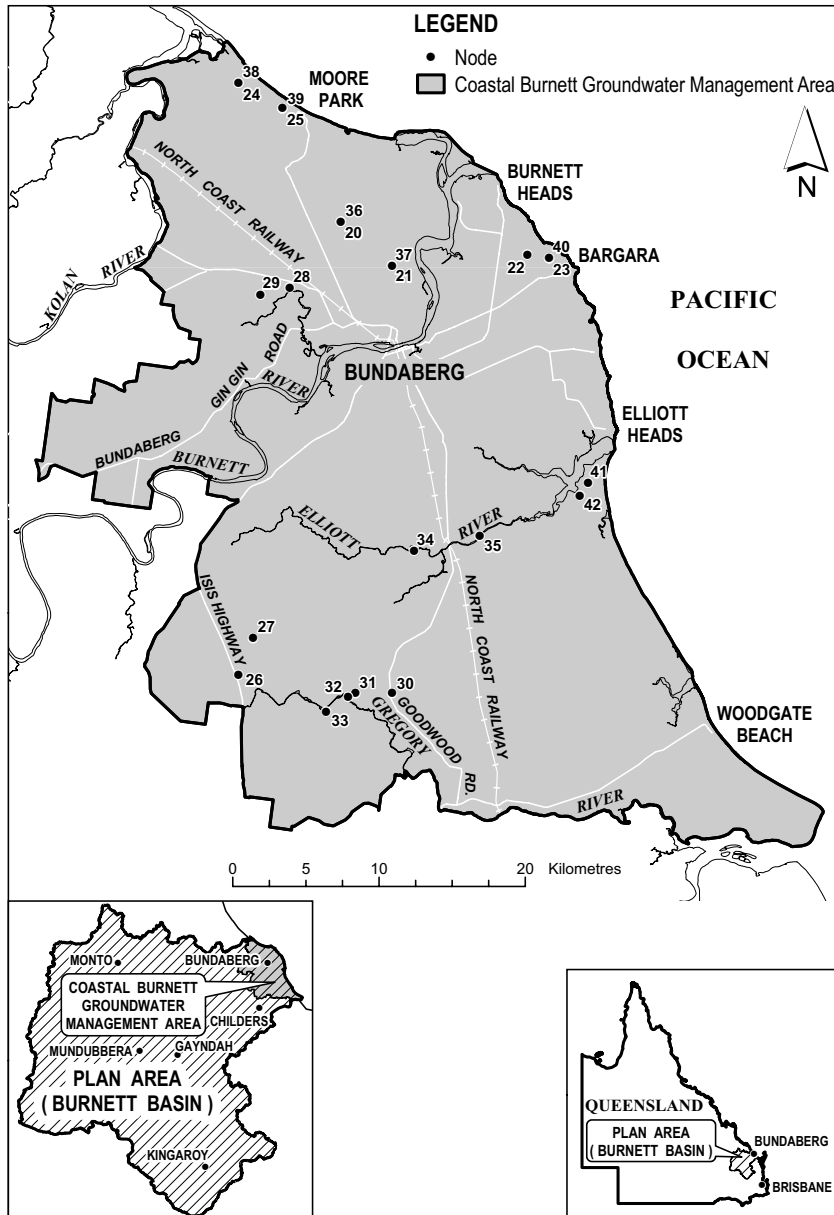 LEGEND
Node
Coastal Burnett Groundwater Management Area
N
38
24
MOORE
PARK
39
25
NORTH COAST RAILWAY
BURNETT
HEADS
36
20
37
21
22
40
23
BARGARA
KOLAN RIVER
29
28
PACIFIC
OCEAN
GIN GIN ROAD
BUNDABERG
RIVER
BUNDABERG
BURNETT
ELLIOTT
HEADS
41
42
ELLIOTT RIVER
34
35
ISIS HIGHWAY
27
26
NORTH COAST RAILWAY
32
31
30
33
GREGORY
GOODWOOD RD.
RIVER
WOODGATE
BEACH
0 5 10 20 Kilometres
MONTO
BUNDABERG
COASTAL BURNETT
GROUNDWATER
MANAGEMENT AREA
CHILDERS
MUNDUBBERA
GAYNDAH
PLAN AREA
( BURNETT BASIN )
KINGAROY
QUEENSLAND
PLAN AREA
( BURNETT BASIN )
BUNDABERG
BRISBANE